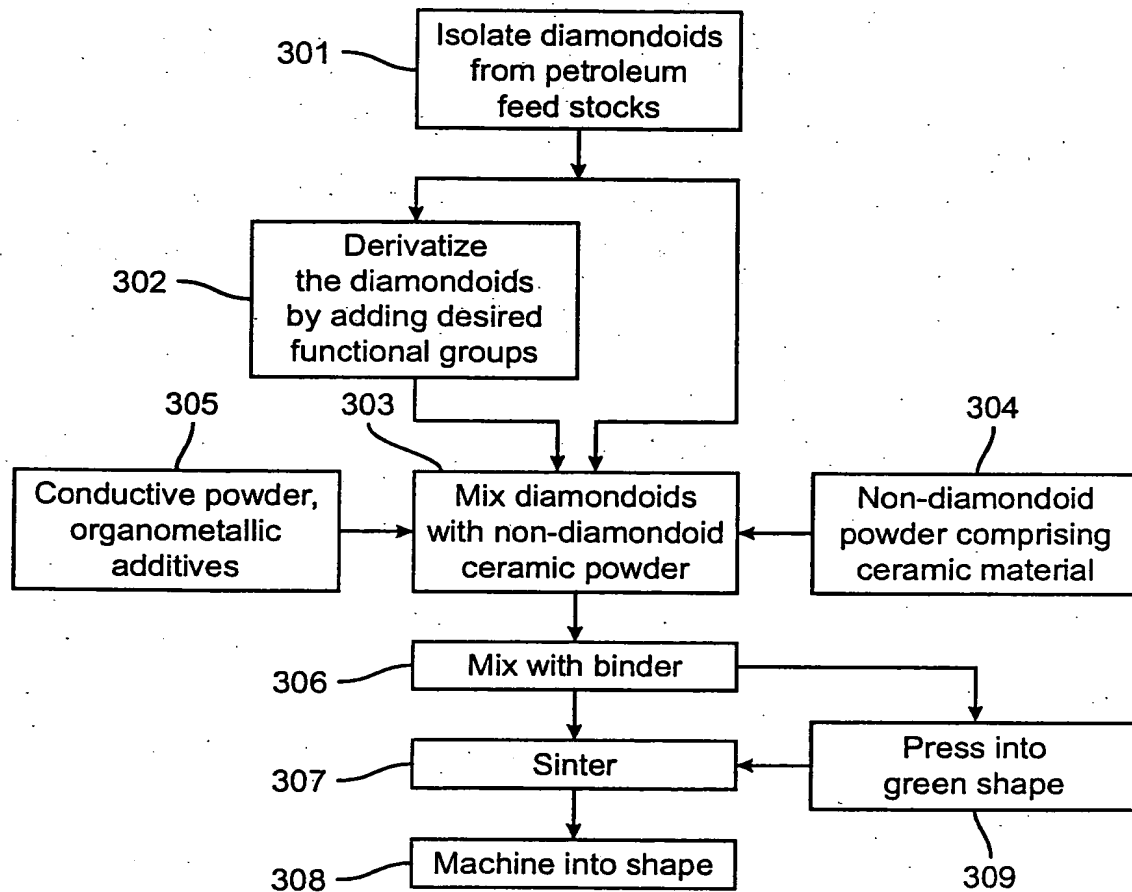 301
Isolate diamondoids
from petroleum
feed stocks
302
Derivatize
the diamondoids
by adding desired
functional groups
305
303
304
Conductive powder,
organometallic
additives
Mix diamondoids
with non-diamondoid
ceramic powder
Non-diamondoid
powder comprising
ceramic material
306
Mix with binder
307
Sinter
Press into
green shape
308
Machine into shape
309